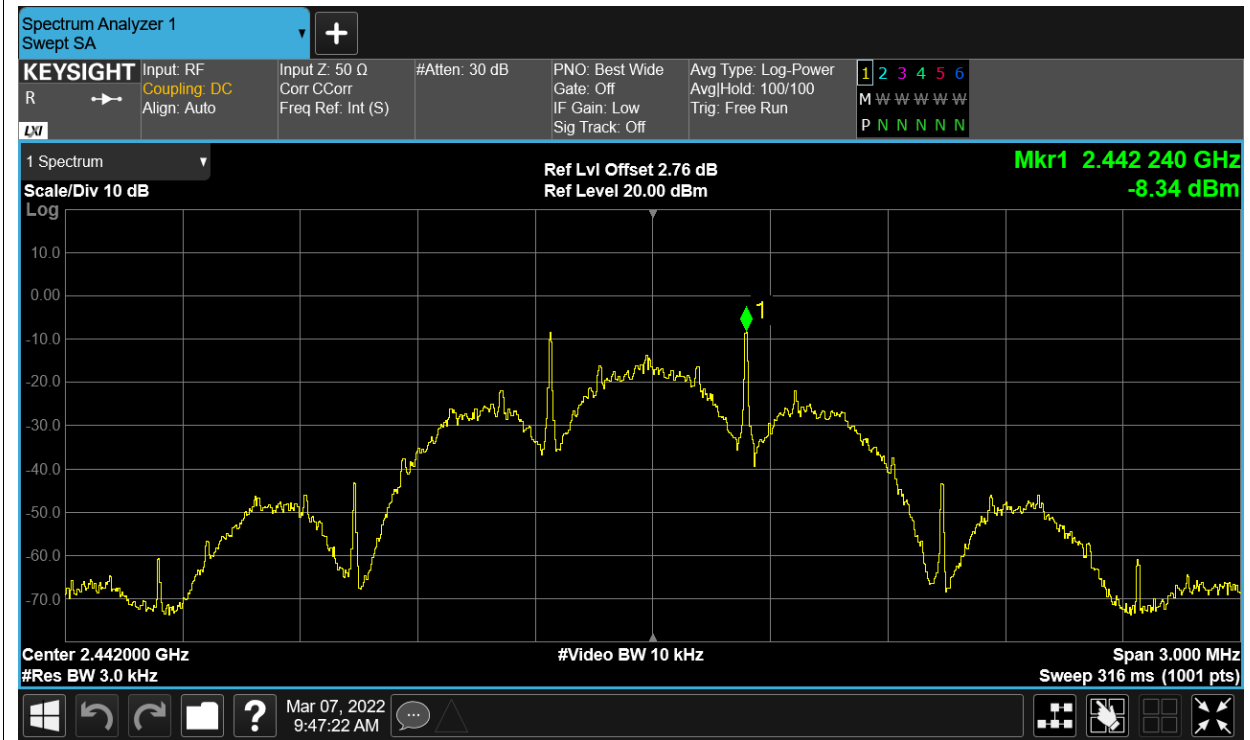 Spectrum Analyzer 1
Swept SA
KEYSIGHT
R
LXI
Input: RF
Coupling: DC
Align: Auto
Input Z: 50 Ω
Corr CCorr
Freq Ref: Int (S)
#Atten: 30 dB
PNO: Best Wide
Gate: Off
IF Gain: Low
Sig Track: Off
Avg Type: Log-Power
Avg|Hold: 100/100
Trig: Free Run
1 2 3 4 5 6
M W W W W W
P N N N N N
1 Spectrum
Scale/Div 10 dB
Log
Ref Lvl Offset 2.76 dB
Ref Level 20.00 dBm
Mkr1 2.442 240 GHz
-8.34 dBm
10.0
0.00
-10.0
-20.0
-30.0
-40.0
-50.0
-60.0
-70.0
1
Center 2.442000 GHz
#Res BW 3.0 kHz
#Video BW 10 kHz
Span 3.000 MHz
Sweep 316 ms (1001 pts)
?
Mar 07, 2022
9:47:22 AM